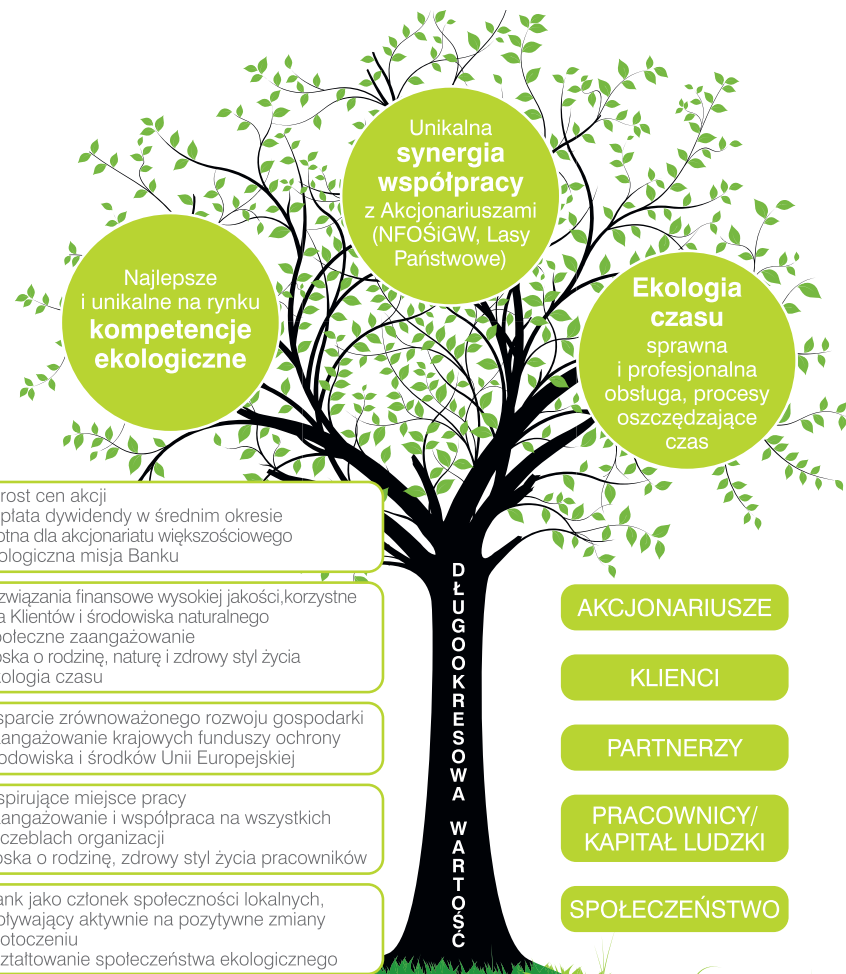 Unikalna
synergia
współpracy
z Akcjonariuszami
(NFOŚiGW, Lasy
Państwowe)
Najlepsze
i unikalne na rynku
kompetencje
ekologiczne
Ekologia
czasu
sprawna
i profesjonalna
obsługa, procesy
oszczędzające
czas
rost cen akcji
płata dywidendy w średnim okresie
otna dla akcjonariatu większościowego
ologiczna misja Banku
związania finansowe wysokiej jakości,korzystne
a Klientów i środowiska naturalnego
ołeczne zaangażowanie
oska o rodzinę, naturę i zdrowy styl życia
ologia czasu
sparcie zrównoważonego rozwoju gospodarki
angażowanie krajowych funduszy ochrony
odowiska i środków Unii Europejskiej
spirujące miejsce pracy
angażowanie i współpraca na wszystkich
czeblach organizacji
oska o rodzinę, zdrowy styl życia pracowników
ank jako członek społeczności lokalnych,
ływający aktywnie na pozytywne zmiany
otoczeniu
ztałtowanie społeczeństwa ekologicznego
DŁUGOOKRESOWA WARTOŚĆ
AKCJONARIUSZE
KLIENCI
PARTNERZY
PRACOWNICY/
KAPITAŁ LUDZKI
SPOŁECZEŃSTWO